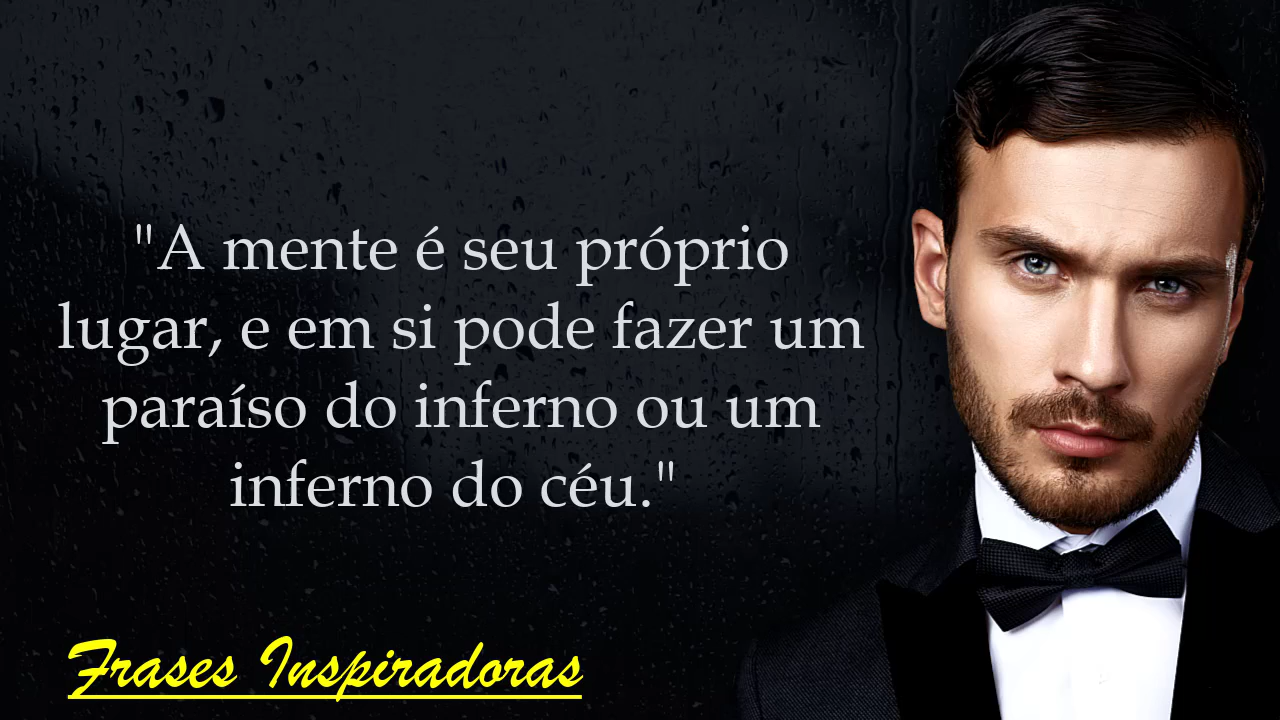 "A mente é seu próprio
lugar, e em si pode fazer um
paraíso do inferno ou um
inferno do céu."
Frases Inspiradoras